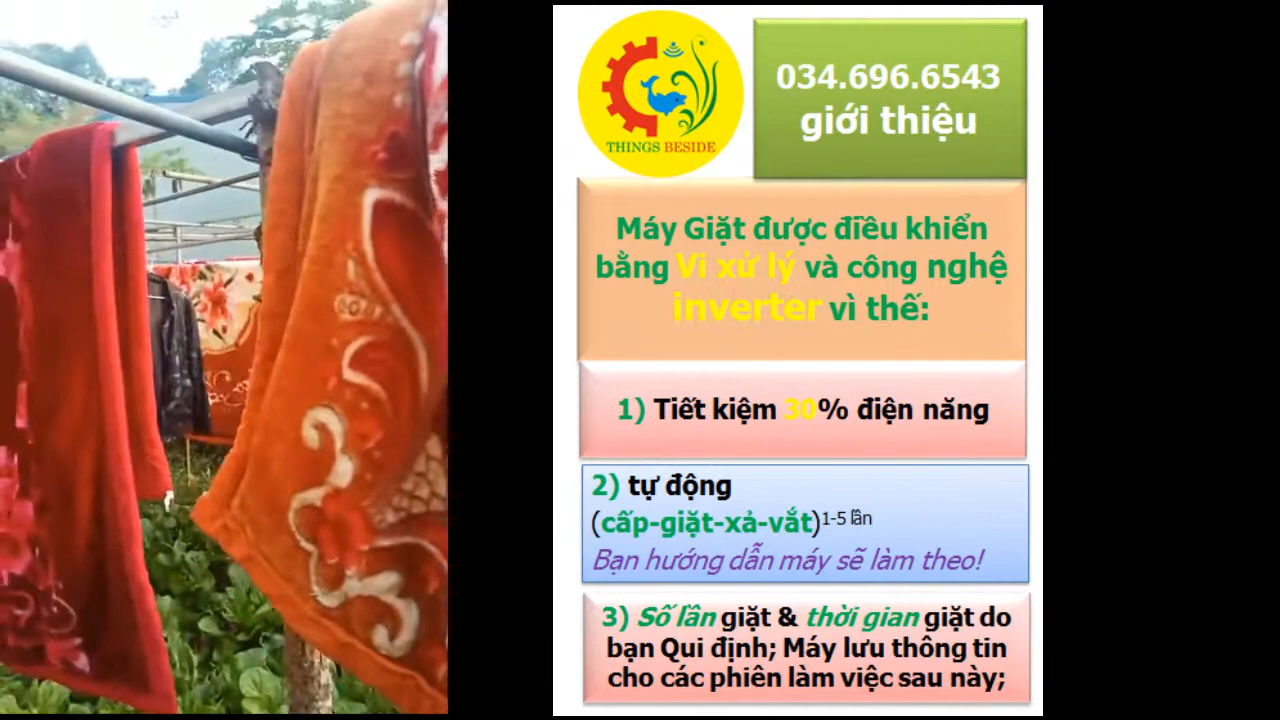 THINGS BESIDE
034.696.6543
giới thiệu
Máy Giặt được điều khiển
bằng Vi xử lý và công nghệ
inverter vì thế:
1) Tiết kiệm 30% điện năng
2) tự động
(cấp-giặt-xả-vắt)1-5 lần
Bạn hướng dẫn máy sẽ làm theo!
3) Số lần giặt & thời gian giặt do
bạn Qui định; Máy lưu thông tin
cho các phiên làm việc sau này;